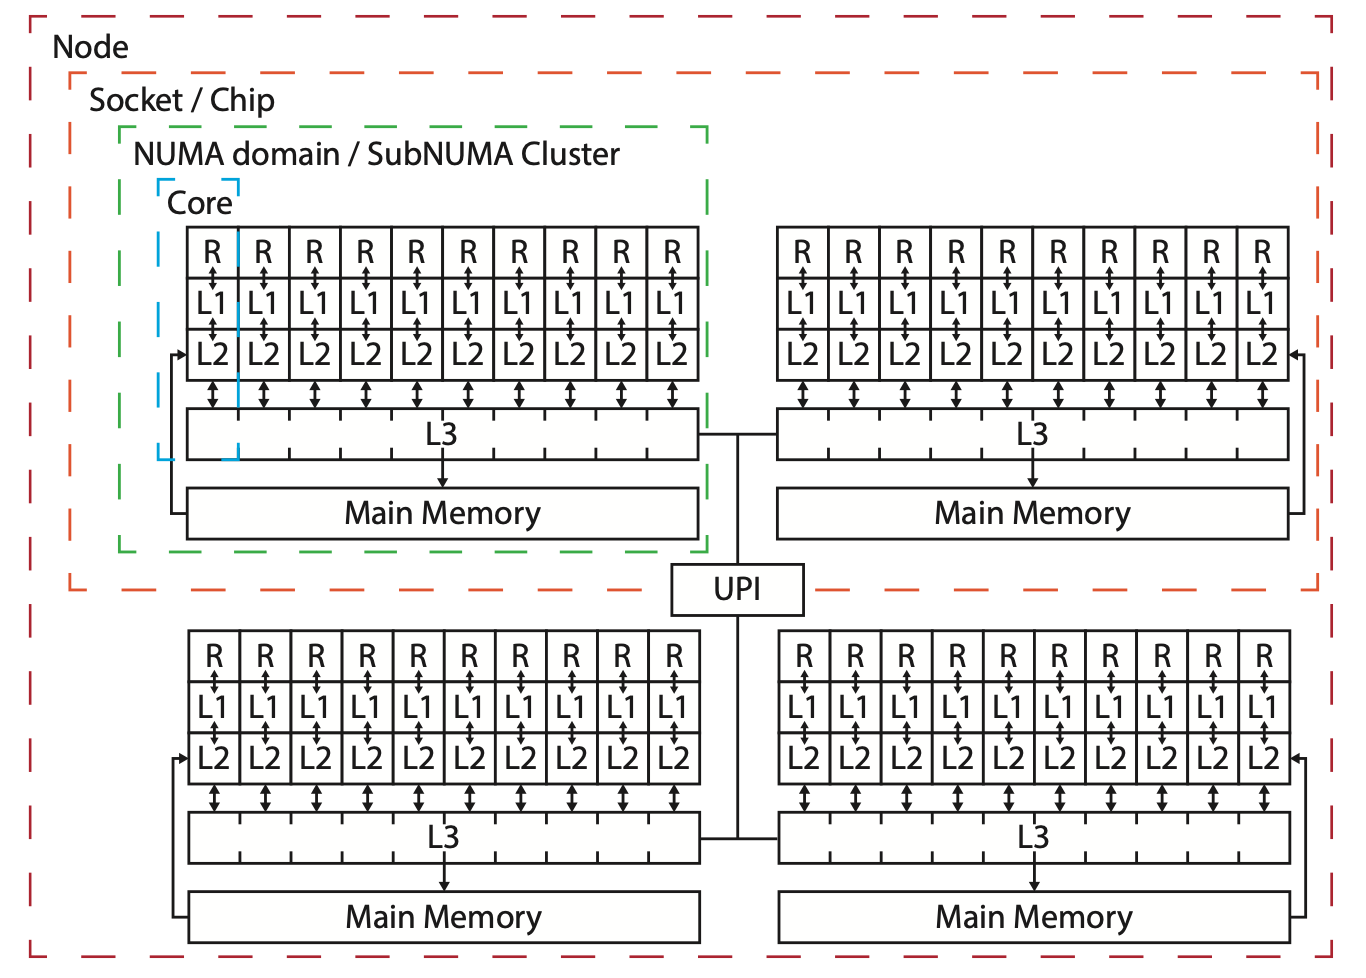 Node
Socket / Chip
NUMA domain / SubNUMA Cluster
Core
R R R R R R R R R R R R R R R R R R R R
L1 L1 L1 L1 L1 L1 L1 L1 L1 L1 L1 L1 L1 L1 L1 L1 L1 L1 L1 L1
L2 L2 L2 L2 L2 L2 L2 L2 L2 L2 L2 L2 L2 L2 L2 L2 L2 L2 L2 L2
L3 L3
Main Memory Main Memory
UPI
R R R R R R R R R R R R R R R R R R R R
L1 L1 L1 L1 L1 L1 L1 L1 L1 L1 L1 L1 L1 L1 L1 L1 L1 L1 L1 L1
L2 L2 L2 L2 L2 L2 L2 L2 L2 L2 L2 L2 L2 L2 L2 L2 L2 L2 L2 L2
L3 L3
Main Memory Main Memory